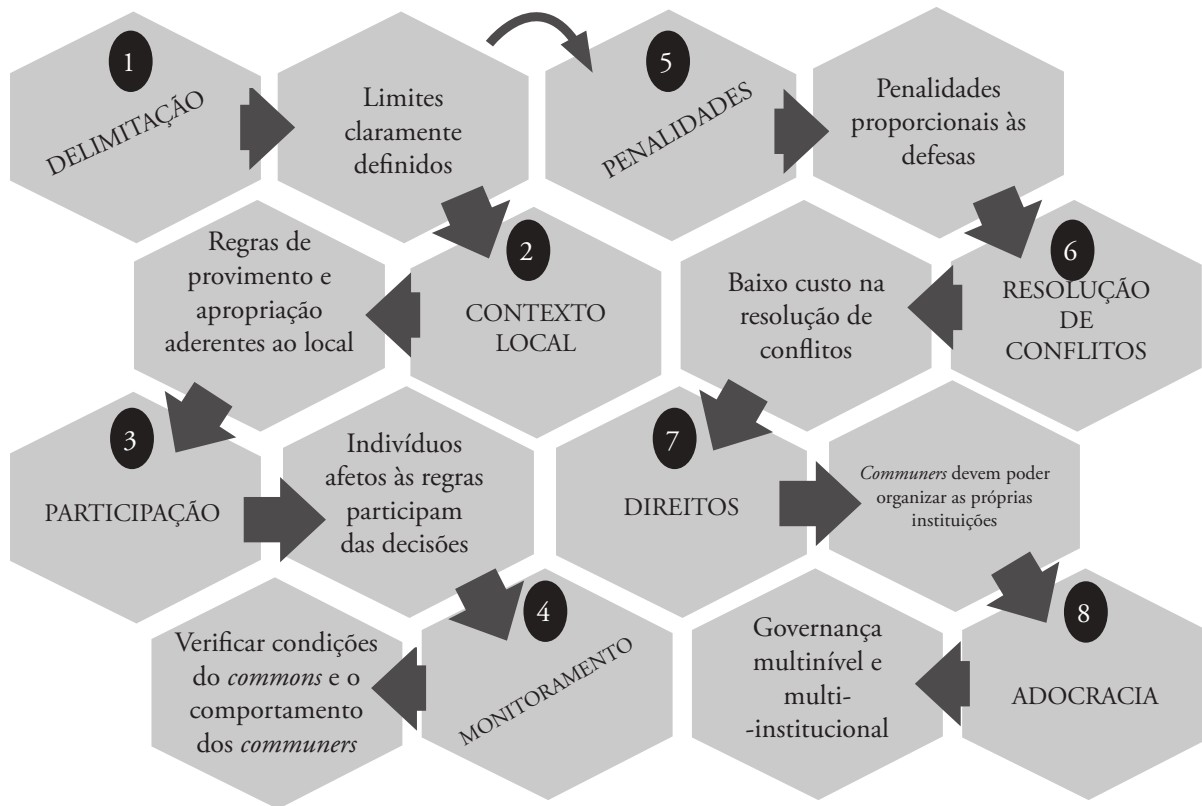 1
DELIMITAÇÃO
Limites
claramente
definidos
2
CONTEXTO
LOCAL
Regras de
provimento e
apropriação
aderentes ao local
3
PARTICIPAÇÃO
Indivíduos
afetos às regras
participam
das decisões
4
MONITORAMENTO
Verificar condições
do commons e o
comportamento
dos communers
5
PENALIDADES
Penalidades
proporcionais às
defesas
6
RESOLUÇÃO
DE
CONFLITOS
Baixo custo na
resolução de
conflitos
7
DIREITOS
Communers devem poder
organizar as próprias
instituições
8
ADOCRACIA
Governança
multinível e
multi-
-institucional